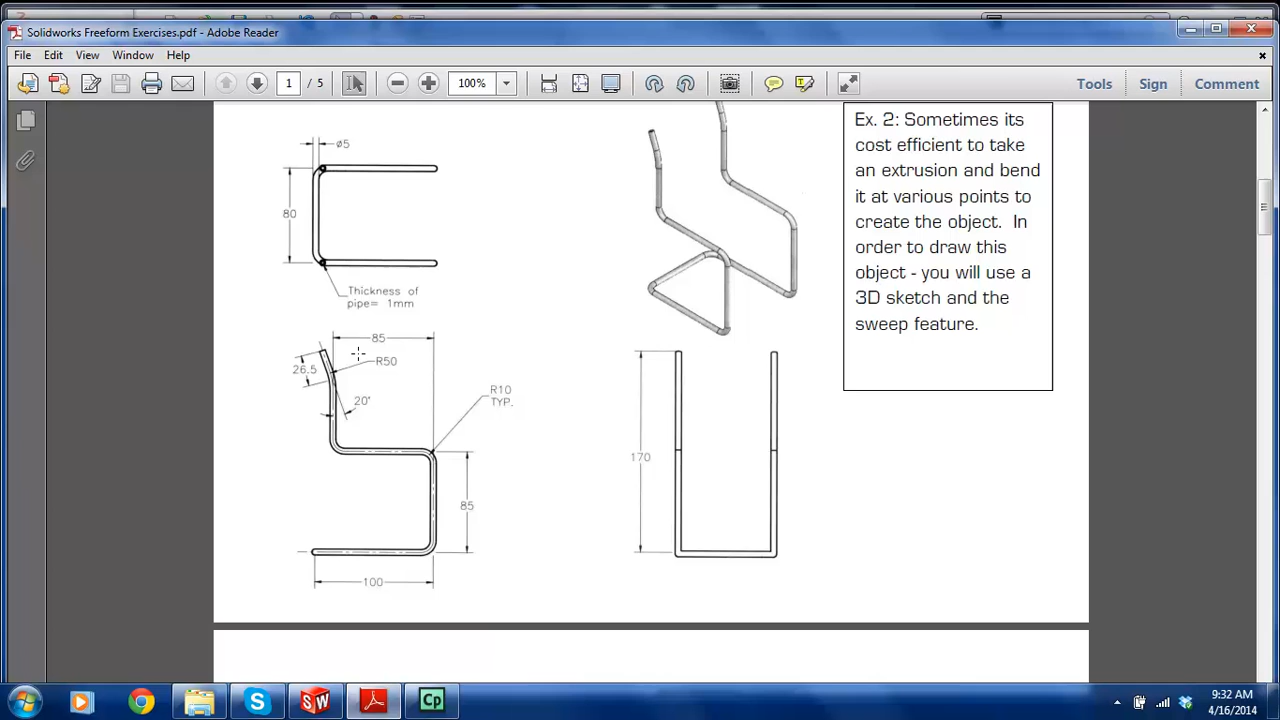 Solidworks Freeform Exercises.pdf - Adobe Reader
File Edit View Window Help
1 / 5
100%
Tools
Sign
Comment
ø5
80
Thickness of
pipe= 1mm
85
R50
26.5
20°
R10
TYP.
85
100
170
Ex. 2: Sometimes its
cost efficient to take
an extrusion and bend
it at various points to
create the object. In
order to draw this
object - you will use a
3D sketch and the
sweep feature.
SW
Cp
9:32 AM
4/16/2014